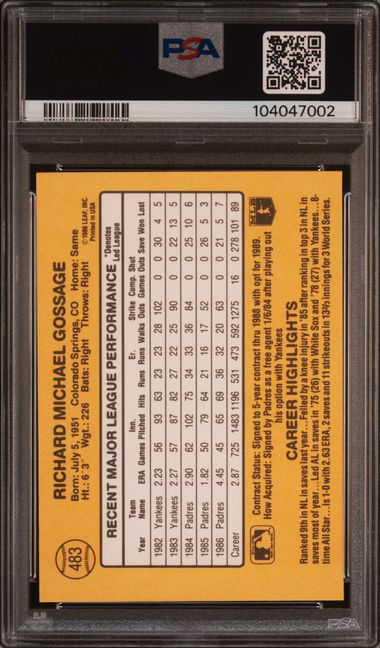 PSA
104047002
483
RICHARD MICHAEL GOSSAGE
Born: July 5, 1951, Colorado Springs, CO Home: Same
Ht.: 6' 3" Wgt.: 226 Bats: Right Throws: Right
© 1986 LEAF, INC.
Printed in USA
RECENT MAJOR LEAGUE PERFORMANCE
*Denotes
Led League
Year Team Name ERA Games Inn. Pitched Hits Runs Er. Runs Walks Strike Outs Comp. Games Shut Outs Save Won Lost
1982 Yankees 2.23 56 93 63 23 23 28 102 0 0 30 4 5
1983 Yankees 2.27 57 87 82 27 22 25 90 0 0 22 13 5
1984 Padres 2.90 62 102 75 34 33 36 84 0 0 25 10 6
1985 Padres 1.82 50 79 64 21 16 17 52 0 0 26 5 3
1986 Padres 4.45 45 65 69 36 32 20 63 0 0 21 5 7
Career 2.87 725 1483 1196 531 473 592 1275 16 0 278 101 89
Contract Status: Signed to 5-year contract thru 1988 with opt for 1989.
How Acquired: Signed by Padres as a free agent 1/6/84 after playing out
his option with Yankees
MLB
CAREER HIGHLIGHTS
Ranked 9th in NL in saves last year...Felled by a knee injury in '85 after ranking in top 3 in NL in
saves most of year...Led AL in saves in '75 (26) with White Sox and '78 (27) with Yankees...8-
time All Star...Is 1-0 with 2.63 ERA, 2 saves and 11 strikeouts in 13⅔ innings for 3 World Series.
PSA